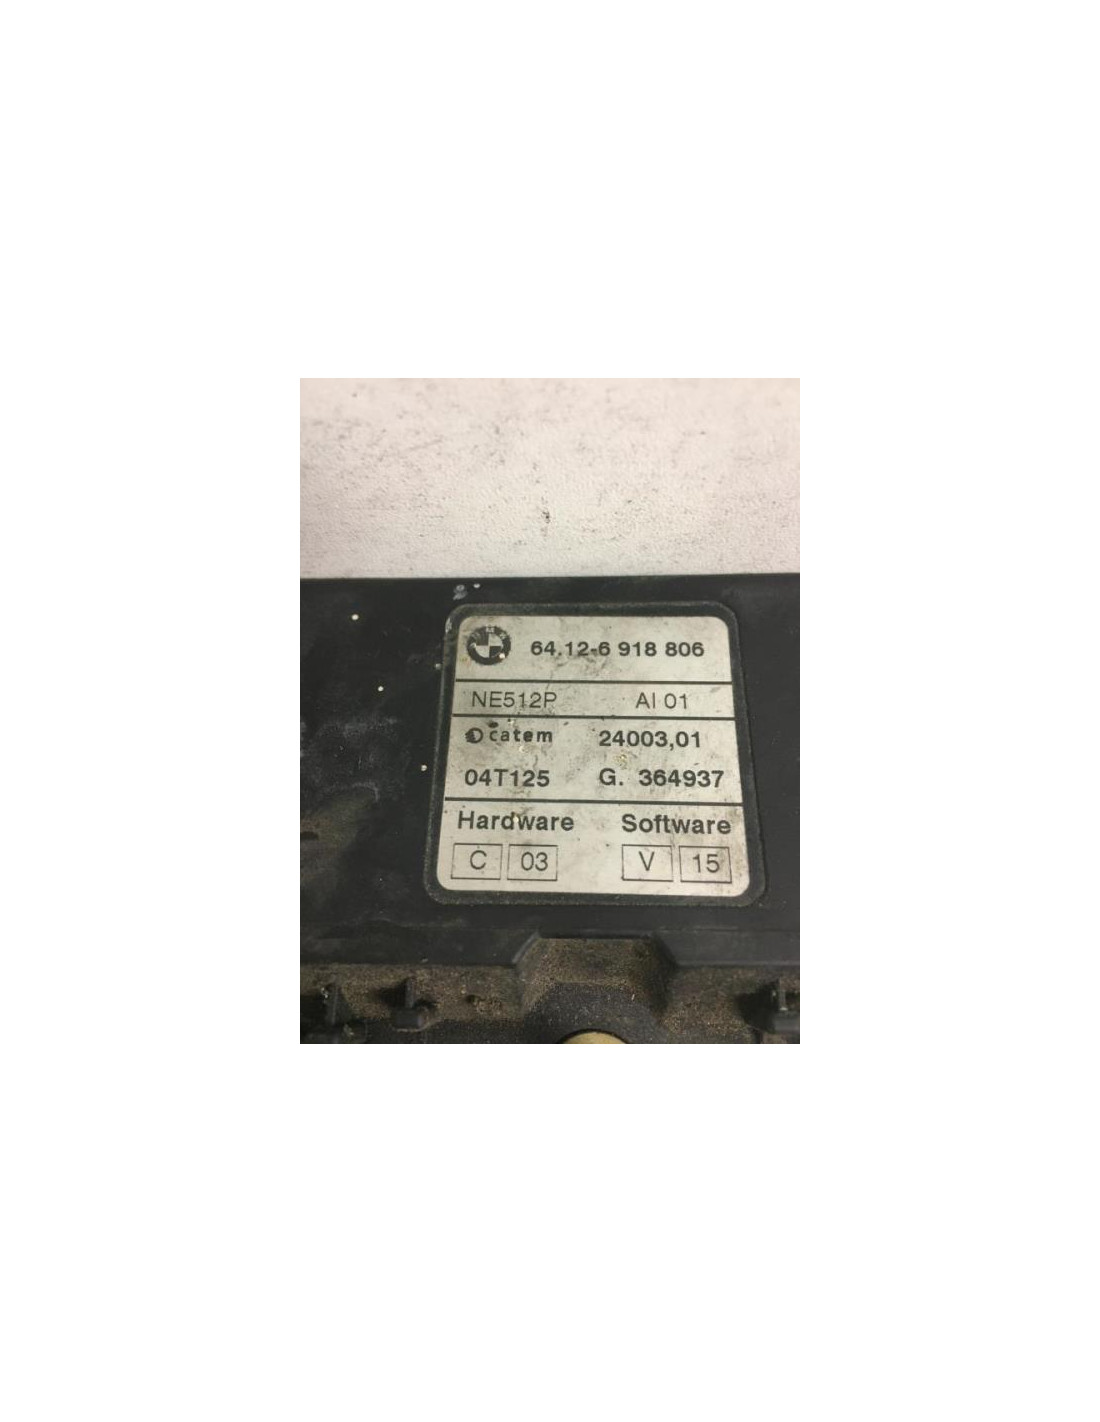 64.12-6 918 806
NE512P AI 01
catem 24003,01
04T125 G. 364937
Hardware Software
C 03 V 15